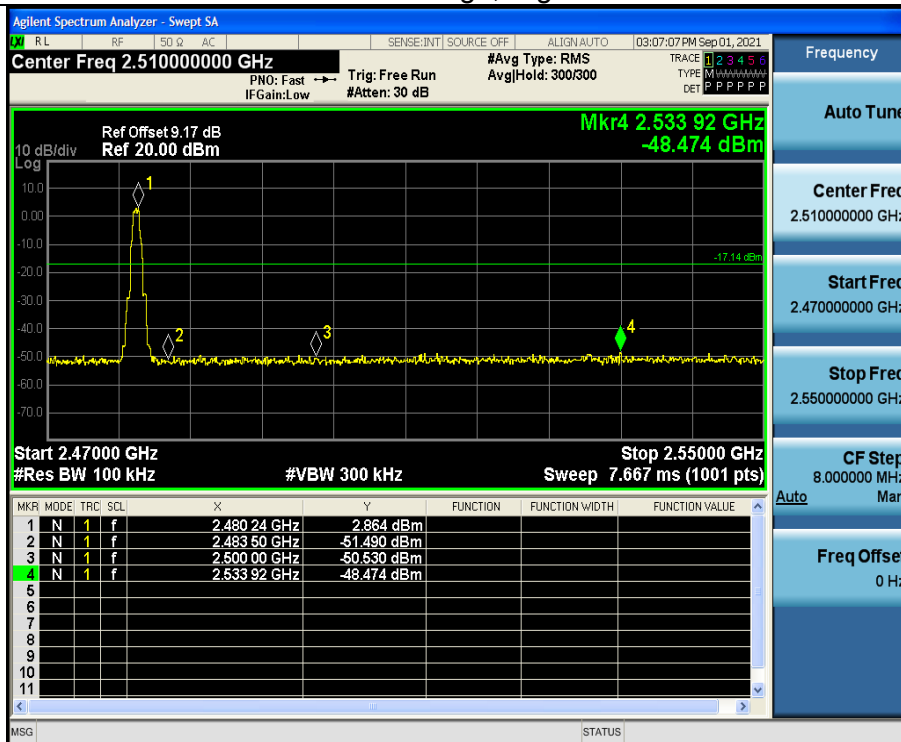 Agilent Spectrum Analyzer - Swept SA
LXI RL RF 50 Ω AC SENSE:INT SOURCE OFF ALIGN AUTO 03:07:07 PM Sep 01, 2021
Center Freq 2.510000000 GHz #Avg Type: RMS TRACE 1 2 3 4 5 6
PNO: Fast Trig: Free Run Avg|Hold: 300/300 TYPE M
IFGain:Low #Atten: 30 dB DET P P P P P P
Frequency
Auto Tune
Ref Offset 9.17 dB Mkr4 2.533 92 GHz
10 dB/div Ref 20.00 dBm -48.474 dBm
Log
10.0
0.00
-10.0
-20.0
-30.0
-40.0
-50.0
-60.0
-70.0
1
2
3
4
-17.14 dBm
Center Freq
2.510000000 GHz
Start Freq
2.470000000 GHz
Stop Freq
2.550000000 GHz
Start 2.47000 GHz Stop 2.55000 GHz
#Res BW 100 kHz #VBW 300 kHz Sweep 7.667 ms (1001 pts)
CF Step
8.000000 MHz
Auto Man
Freq Offset
0 Hz
MKR MODE TRC SCL X Y FUNCTION FUNCTION WIDTH FUNCTION VALUE
1 N 1 f 2.480 24 GHz 2.864 dBm
2 N 1 f 2.483 50 GHz -51.490 dBm
3 N 1 f 2.500 00 GHz -50.530 dBm
4 N 1 f 2.533 92 GHz -48.474 dBm
5
6
7
8
9
10
11
MSG STATUS